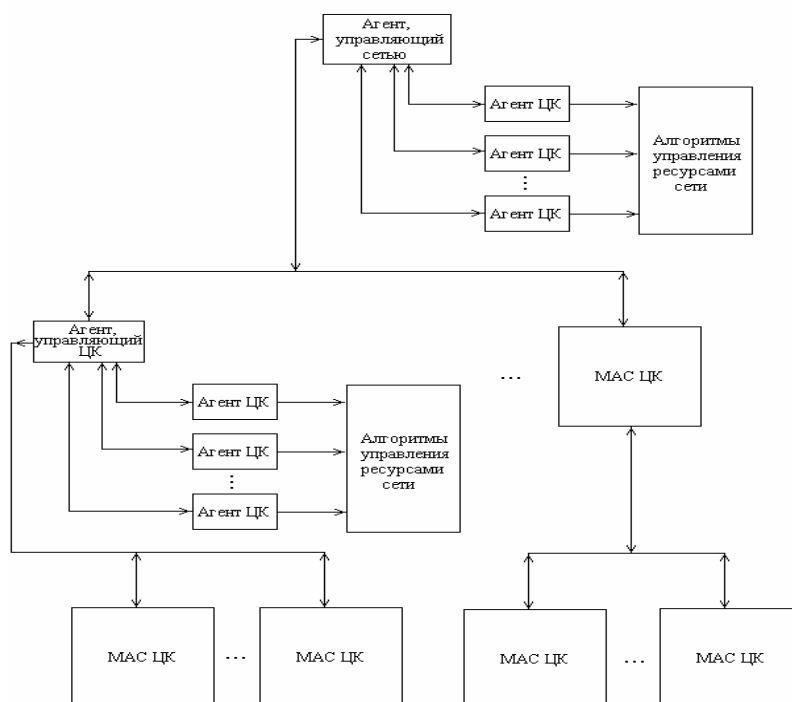 Агент,
управляющий
сетью
Агент ЦК
Агент ЦК
⋮
Агент ЦК
Алгоритмы
управления
ресурсами
сети
Агент,
управляющий
ЦК
Агент ЦК
Агент ЦК
⋮
Агент ЦК
Алгоритмы
управления
ресурсами
сети
...
МАС ЦК
МАС ЦК
...
МАС ЦК
МАС ЦК
...
МАС ЦК